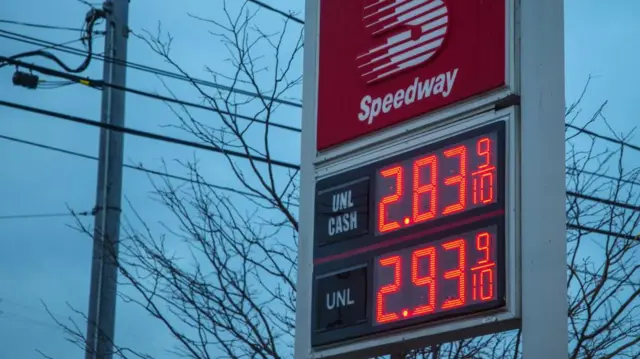 Speedway
UNL
CASH
2.83 9/10
UNL
2.93 9/10